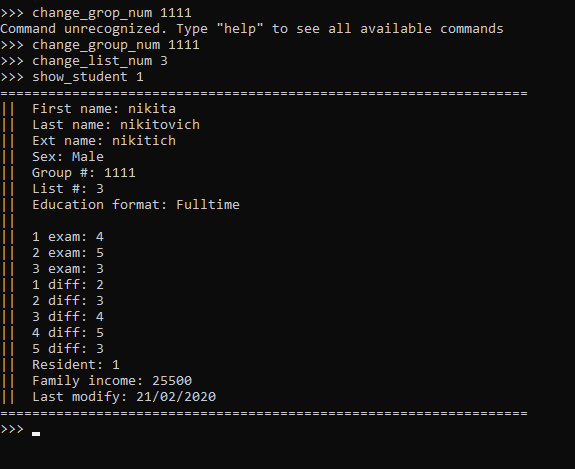 >>> change_grop_num 1111
Command unrecognized. Type "help" to see all available commands
>>> change_group_num 1111
>>> change_list_num 3
>>> show_student 1
==================================================================
||  First name: nikita
||  Last name: nikitovich
||  Ext name: nikitich
||  Sex: Male
||  Group #: 1111
||  List #: 3
||  Education format: Fulltime
||
||  1 exam: 4
||  2 exam: 5
||  3 exam: 3
||  1 diff: 2
||  2 diff: 3
||  3 diff: 4
||  4 diff: 5
||  5 diff: 3
||  Resident: 1
||  Family income: 25500
||  Last modify: 21/02/2020
==================================================================
>>>